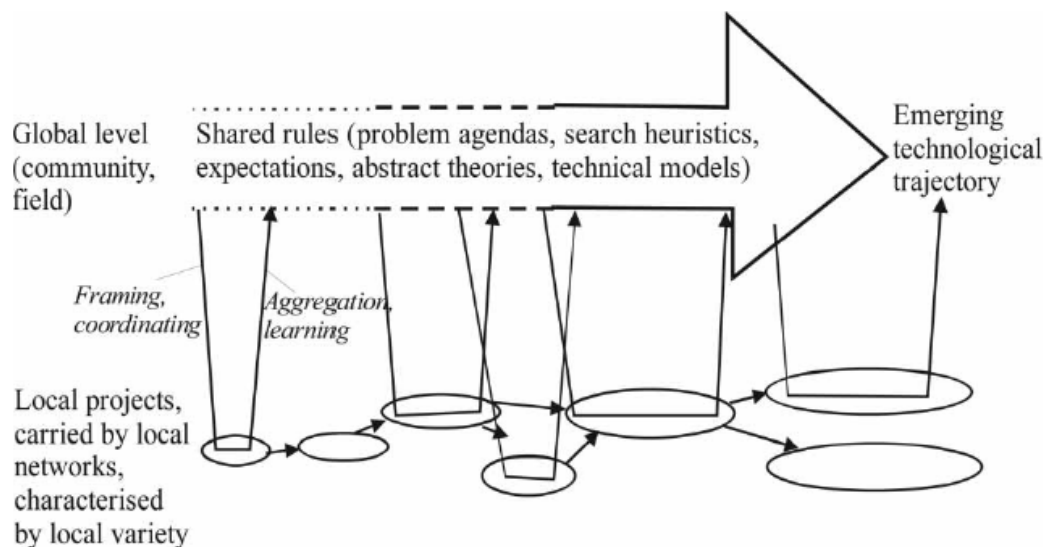 Global level
(community,
field)
Shared rules (problem agendas, search heuristics,
expectations, abstract theories, technical models)
Emerging
technological
trajectory
Framing,
coordinating
Aggregation,
learning
Local projects,
carried by local
networks,
characterised
by local variety